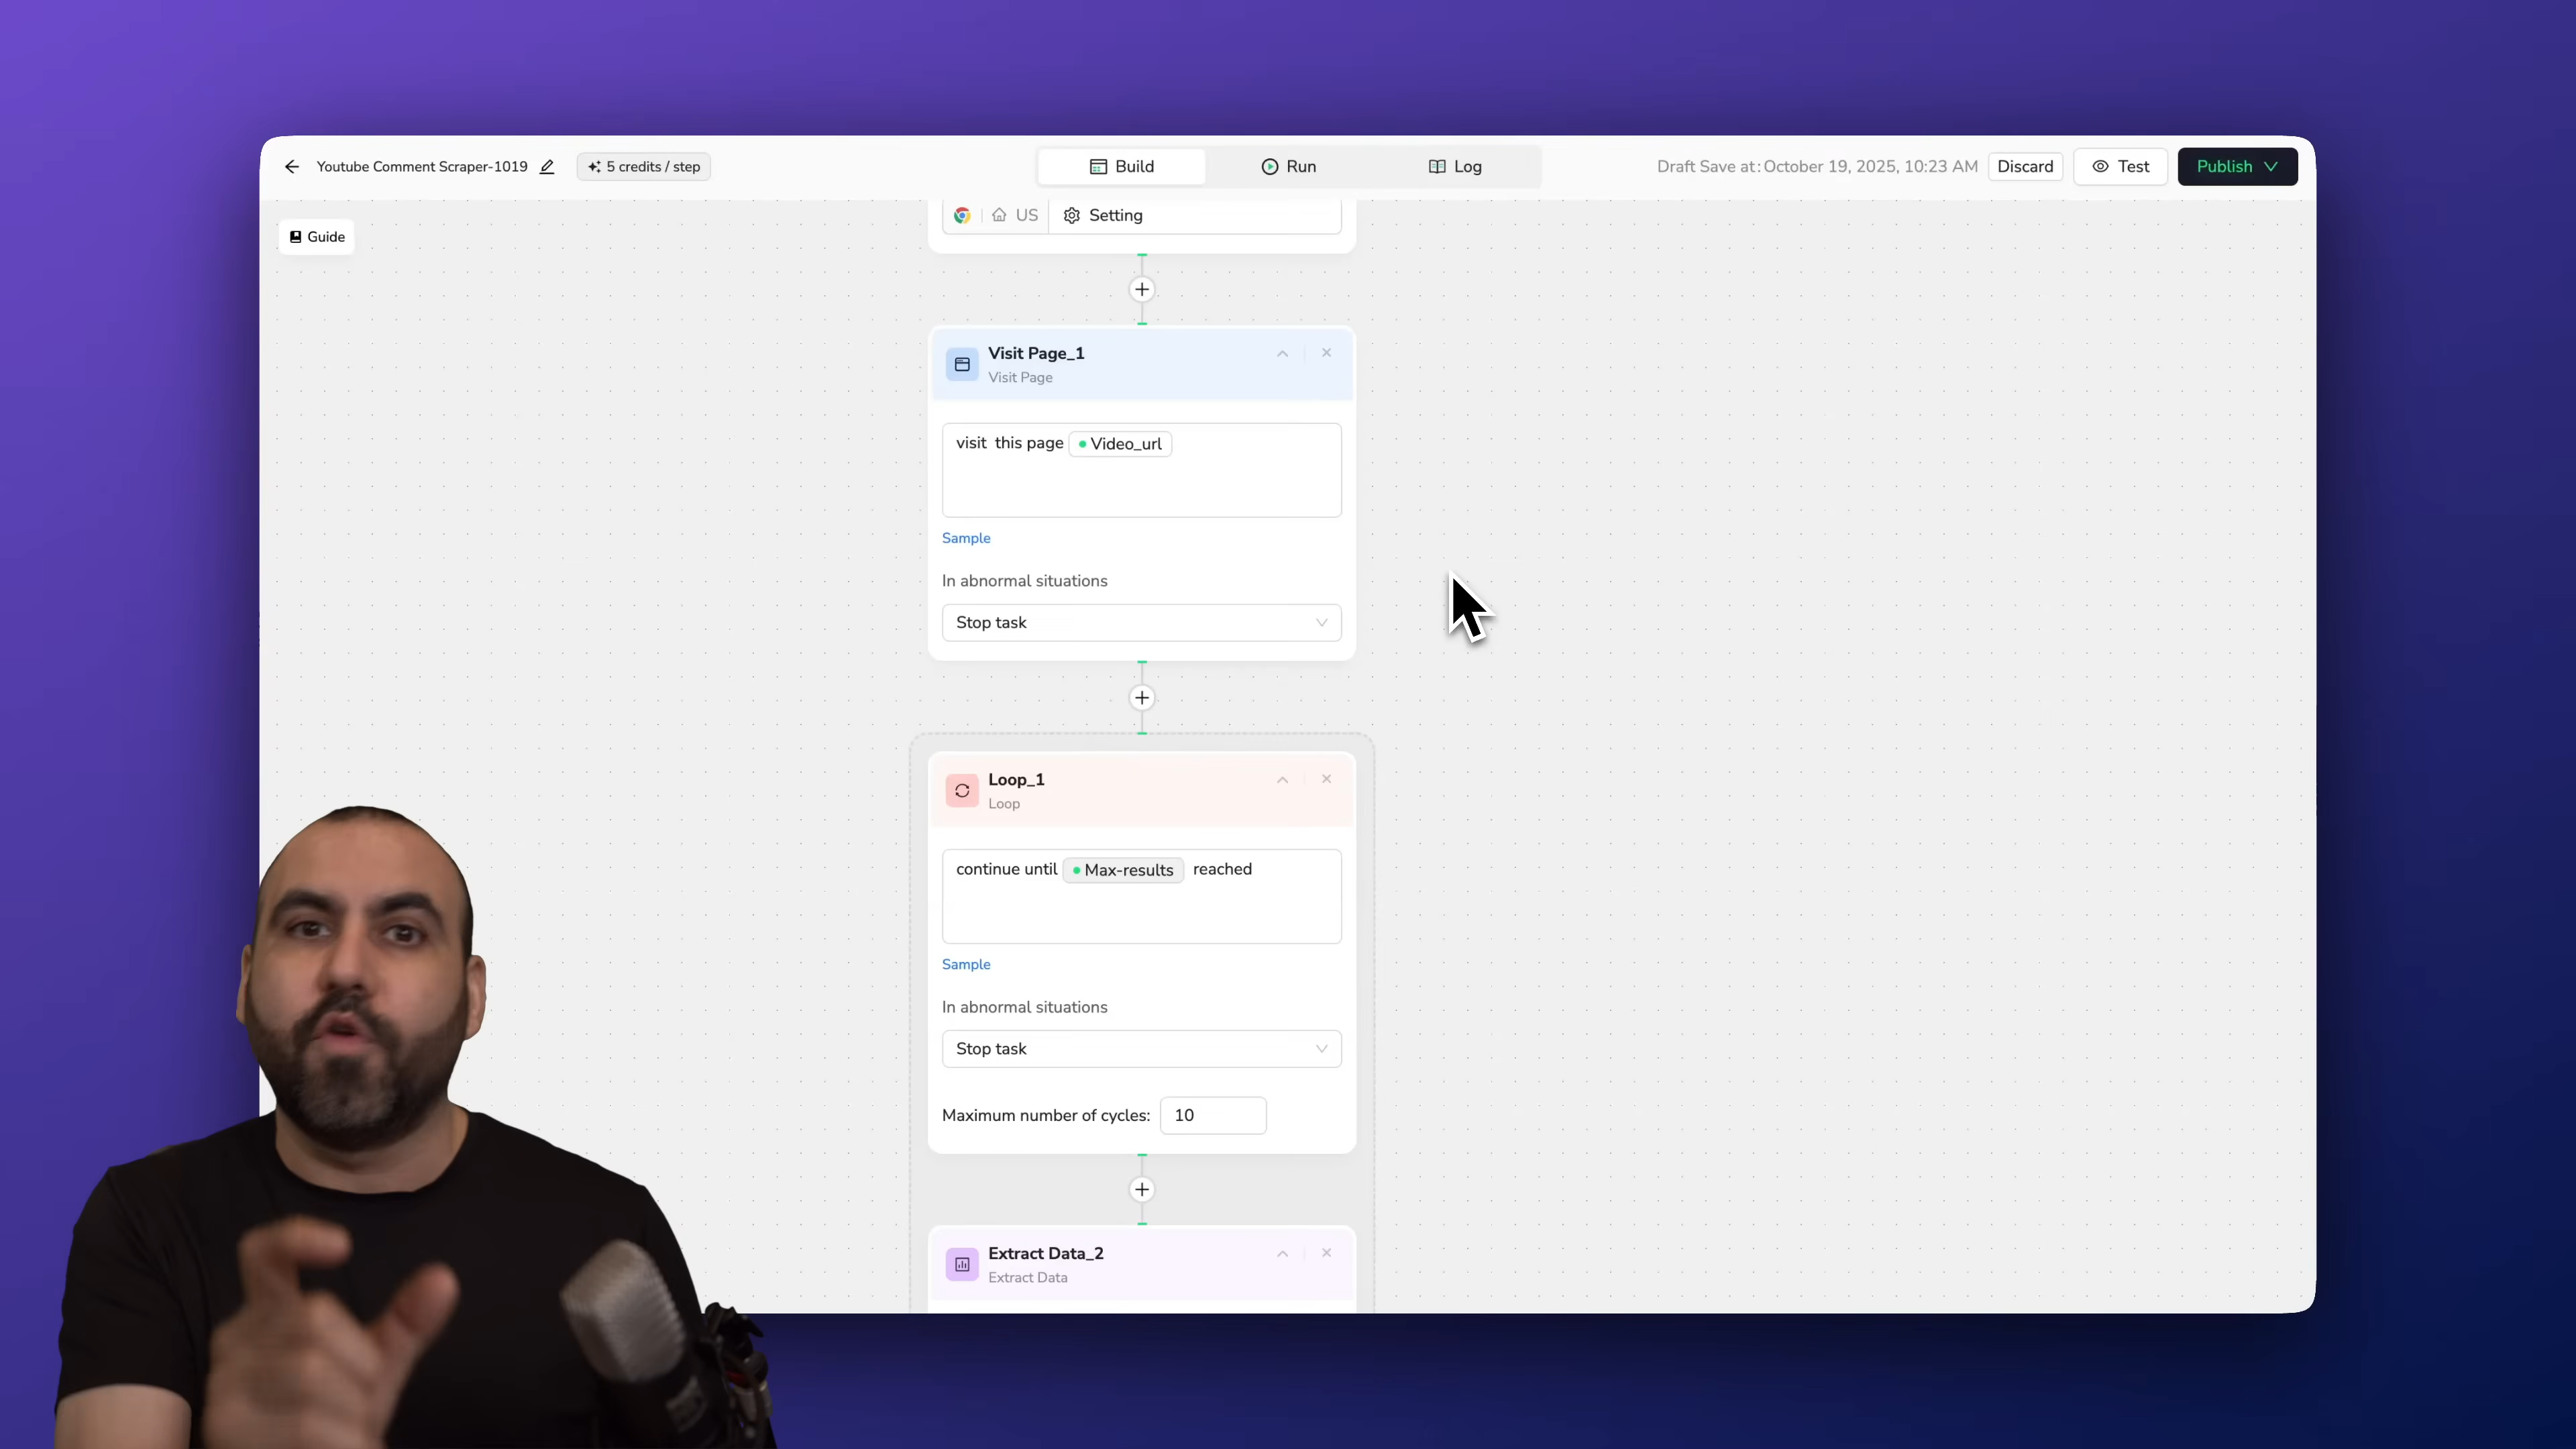 Youtube Comment Scraper-1019
5 credits / step
Build
Run
Log
Draft Save at: October 19, 2025, 10:23 AM
Discard
Test
Publish
Guide
US
Setting
Visit Page_1
Visit Page
visit this page Video_url
Sample
In abnormal situations
Stop task
Loop_1
Loop
continue until Max-results reached
Sample
In abnormal situations
Stop task
Maximum number of cycles: 10
Extract Data_2
Extract Data